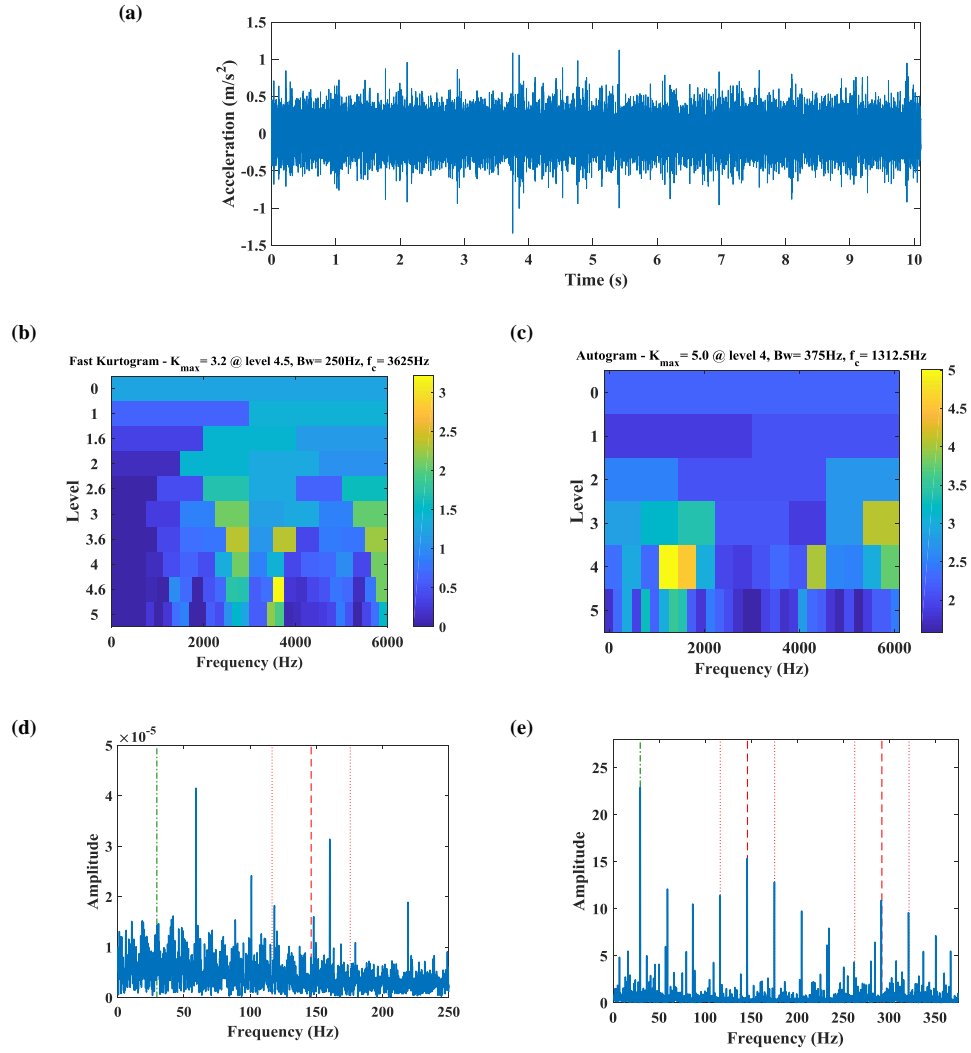 (a)
1.5
1
0.5
0
-0.5
-1
-1.5
Acceleration (m/s²)
0 1 2 3 4 5 6 7 8 9 10
Time (s)
(b)
Fast Kurtogram - K_max = 3.2 @ level 4.5, Bw= 250Hz, f_c= 3625Hz
0
1
1.6
2
2.6
3
3.6
4
4.6
5
Level
0 2000 4000 6000
Frequency (Hz)
3
2.5
2
1.5
1
0.5
0
(c)
Autogram - K_max = 5.0 @ level 4, Bw= 375Hz, f_c= 1312.5Hz
0
1
2
3
4
5
Level
0 2000 4000 6000
Frequency (Hz)
5
4.5
4
3.5
3
2.5
2
(d)
×10⁻⁵
5
4
3
2
1
0
Amplitude
0 50 100 150 200 250
Frequency (Hz)
(e)
25
20
15
10
5
0
Amplitude
0 50 100 150 200 250 300 350
Frequency (Hz)